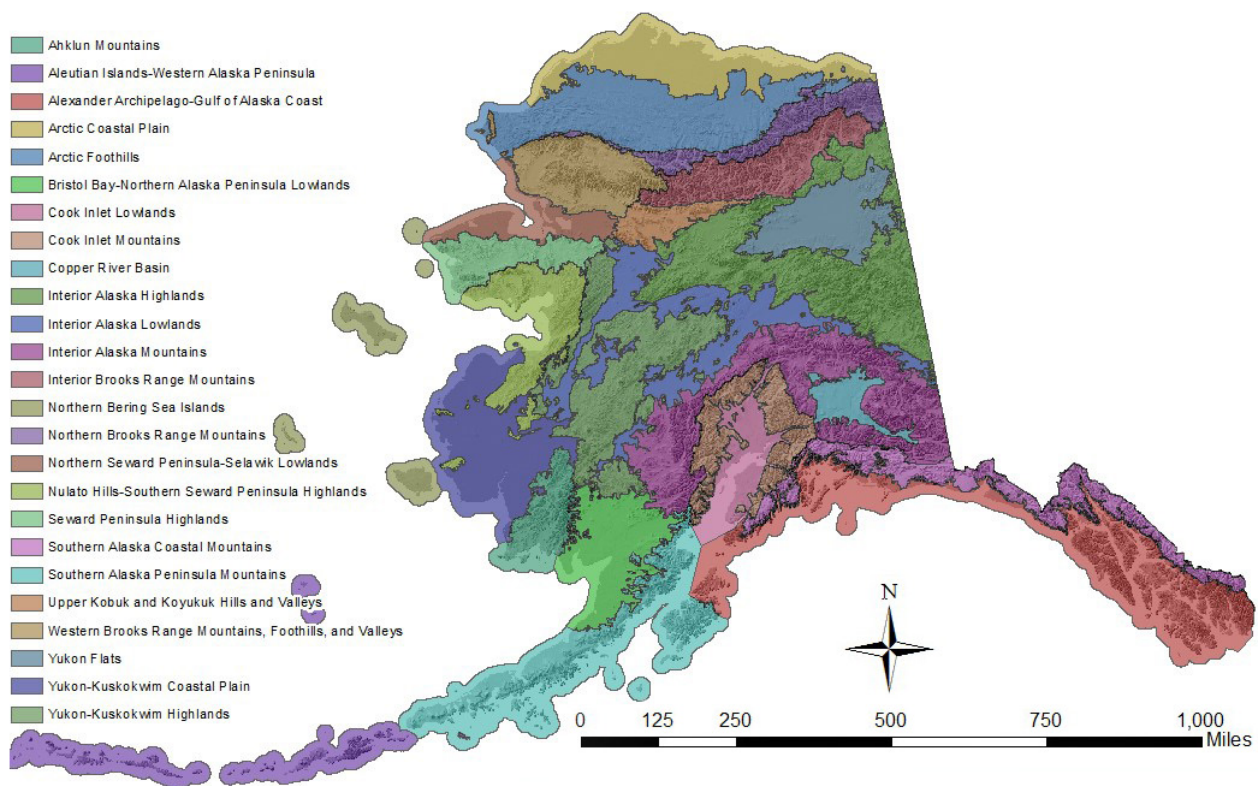 Ahklun Mountains
Aleutian Islands-Western Alaska Peninsula
Alexander Archipelago-Gulf of Alaska Coast
Arctic Coastal Plain
Arctic Foothills
Bristol Bay-Northern Alaska Peninsula Lowlands
Cook Inlet Lowlands
Cook Inlet Mountains
Copper River Basin
Interior Alaska Highlands
Interior Alaska Lowlands
Interior Alaska Mountains
Interior Brooks Range Mountains
Northern Bering Sea Islands
Northern Brooks Range Mountains
Northern Seward Peninsula-Selawik Lowlands
Nulato Hills-Southern Seward Peninsula Highlands
Seward Peninsula Highlands
Southern Alaska Coastal Mountains
Southern Alaska Peninsula Mountains
Upper Kobuk and Koyukuk Hills and Valleys
Western Brooks Range Mountains, Foothills, and Valleys
Yukon Flats
Yukon-Kuskokwim Coastal Plain
Yukon-Kuskokwim Highlands
N
0 125 250 500 750 1,000
Miles